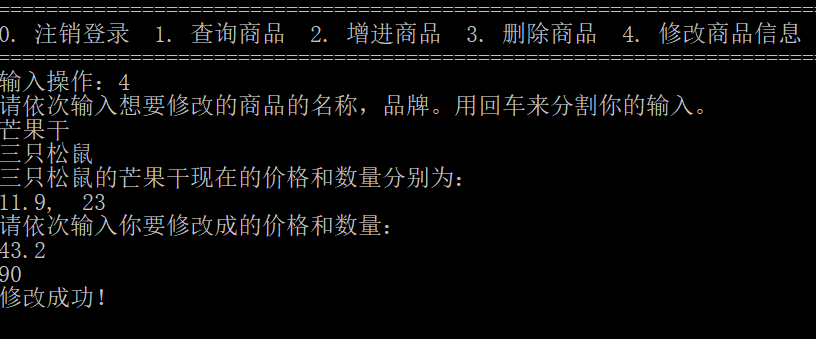 ================================================================
0. 注销登录  1. 查询商品  2. 增进商品  3. 删除商品  4. 修改商品信息
================================================================
输入操作：4
请依次输入想要修改的商品的名称，品牌。用回车来分割你的输入。
芒果干
三只松鼠
三只松鼠的芒果干现在的价格和数量分别为：
11.9,  23
请依次输入你要修改成的价格和数量：
43.2
90
修改成功！